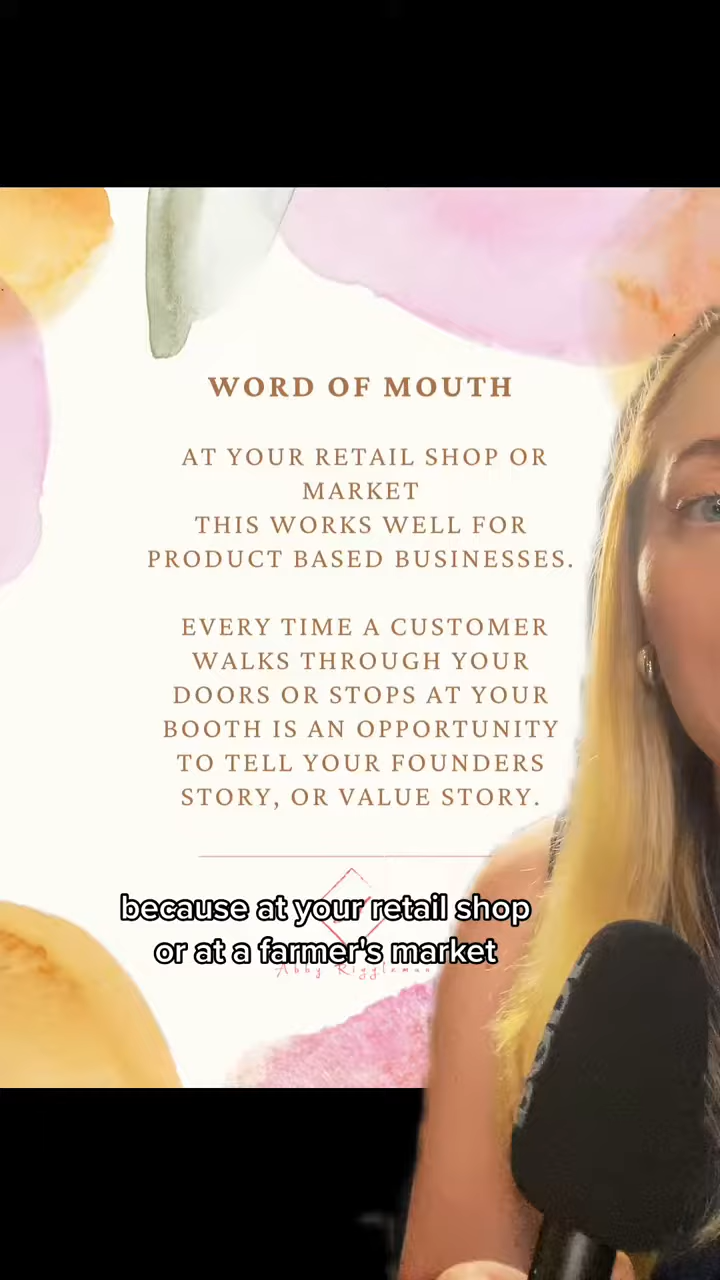 WORD OF MOUTH
AT YOUR RETAIL SHOP OR
MARKET
THIS WORKS WELL FOR
PRODUCT BASED BUSINESSES.
EVERY TIME A CUSTOMER
WALKS THROUGH YOUR
DOORS OR STOPS AT YOUR
BOOTH IS AN OPPORTUNITY
TO TELL YOUR FOUNDERS
STORY, OR VALUE STORY.
because at your retail shop
or at a farmer's market
Abby Riggleman